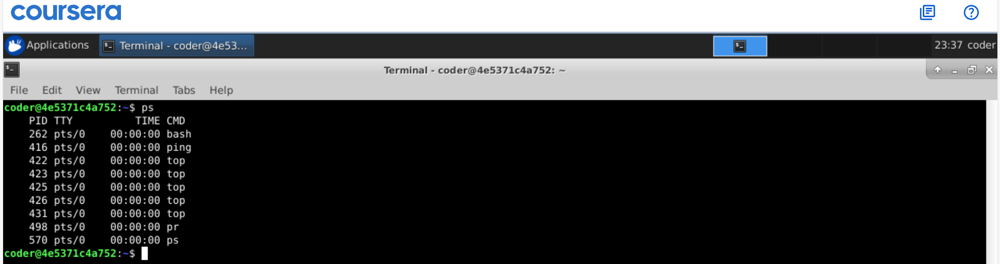 coursera
Applications
Terminal - coder@4e53...
23:37 coder
Terminal - coder@4e5371c4a752: ~
File Edit View Terminal Tabs Help
coder@4e5371c4a752:~$ ps
    PID TTY          TIME CMD
    262 pts/0    00:00:00 bash
    416 pts/0    00:00:00 ping
    422 pts/0    00:00:00 top
    423 pts/0    00:00:00 top
    425 pts/0    00:00:00 top
    426 pts/0    00:00:00 top
    431 pts/0    00:00:00 top
    498 pts/0    00:00:00 pr
    570 pts/0    00:00:00 ps
coder@4e5371c4a752:~$